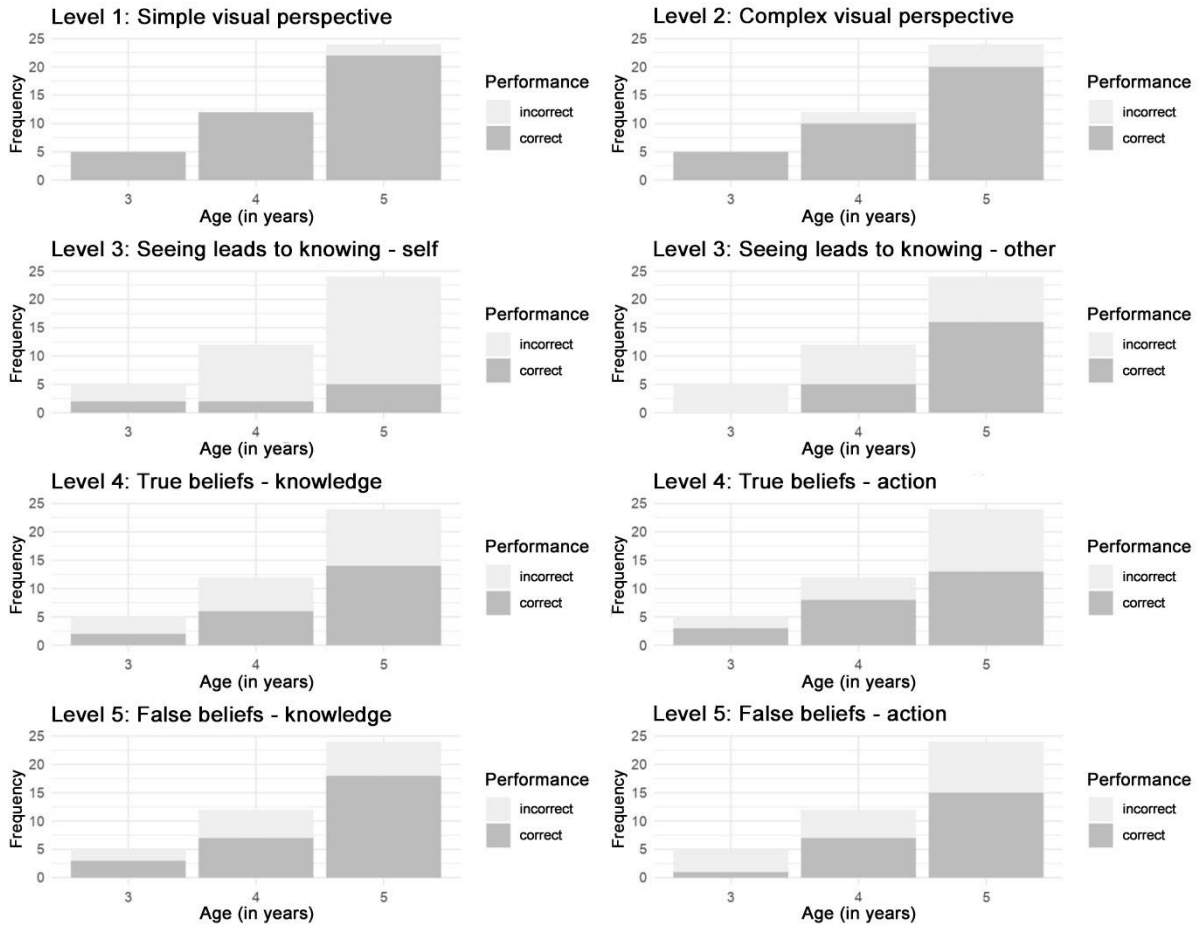 Level 1: Simple visual perspective
25
20
15
10
5
0
Frequency
3 4 5
Age (in years)
Performance
incorrect
correct
Level 2: Complex visual perspective
25
20
15
10
5
0
Frequency
3 4 5
Age (in years)
Performance
incorrect
correct
Level 3: Seeing leads to knowing - self
25
20
15
10
5
0
Frequency
3 4 5
Age (in years)
Performance
incorrect
correct
Level 3: Seeing leads to knowing - other
25
20
15
10
5
0
Frequency
3 4 5
Age (in years)
Performance
incorrect
correct
Level 4: True beliefs - knowledge
25
20
15
10
5
0
Frequency
3 4 5
Age (in years)
Performance
incorrect
correct
Level 4: True beliefs - action
25
20
15
10
5
0
Frequency
3 4 5
Age (in years)
Performance
incorrect
correct
Level 5: False beliefs - knowledge
25
20
15
10
5
0
Frequency
3 4 5
Age (in years)
Performance
incorrect
correct
Level 5: False beliefs - action
25
20
15
10
5
0
Frequency
3 4 5
Age (in years)
Performance
incorrect
correct